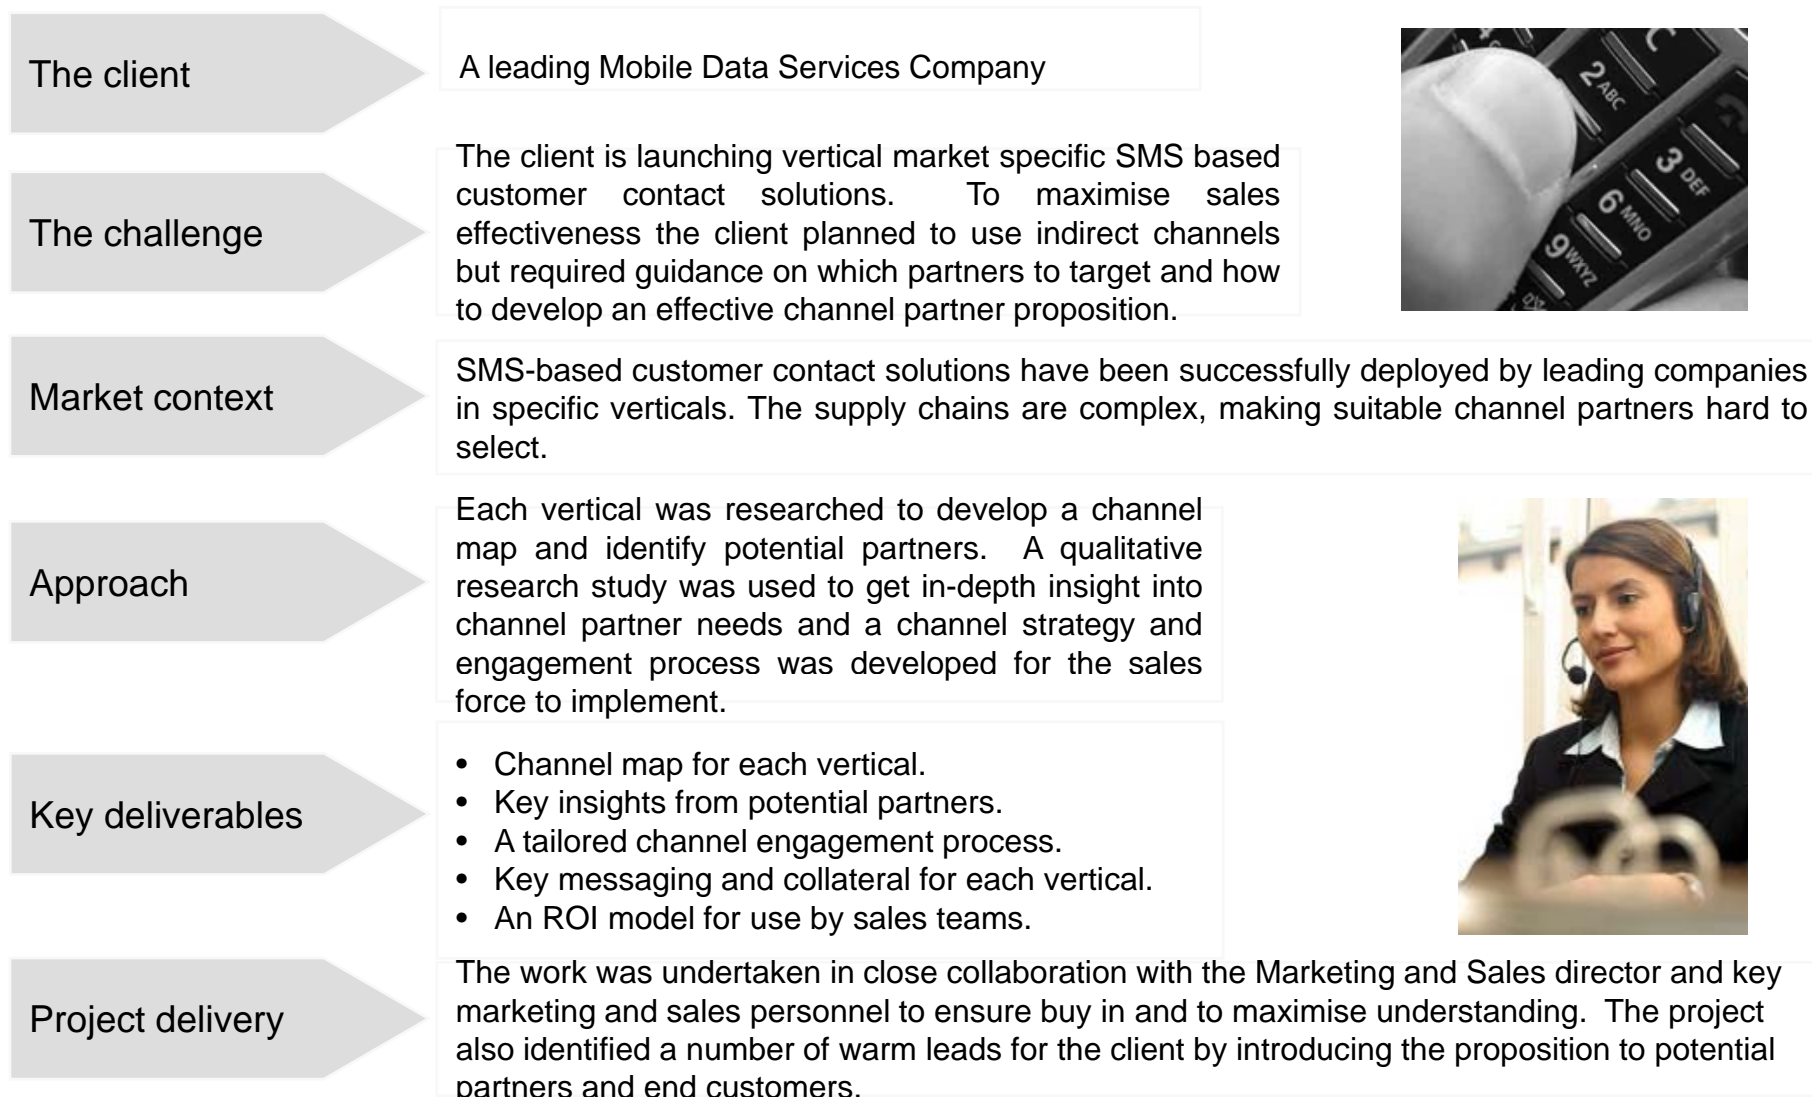 The client
A leading Mobile Data Services Company
The challenge
The client is launching vertical market specific SMS based
customer contact solutions. To maximise sales
effectiveness the client planned to use indirect channels
but required guidance on which partners to target and how
to develop an effective channel partner proposition.
C
4
2 ABC
3 DEF
6 MNO
9 WXYZ
Market context
SMS-based customer contact solutions have been successfully deployed by leading companies
in specific verticals. The supply chains are complex, making suitable channel partners hard to
select.
Approach
Each vertical was researched to develop a channel
map and identify potential partners. A qualitative
research study was used to get in-depth insight into
channel partner needs and a channel strategy and
engagement process was developed for the sales
force to implement.
Key deliverables
• Channel map for each vertical.
• Key insights from potential partners.
• A tailored channel engagement process.
• Key messaging and collateral for each vertical.
• An ROI model for use by sales teams.
Project delivery
The work was undertaken in close collaboration with the Marketing and Sales director and key
marketing and sales personnel to ensure buy in and to maximise understanding. The project
also identified a number of warm leads for the client by introducing the proposition to potential
partners and end customers.